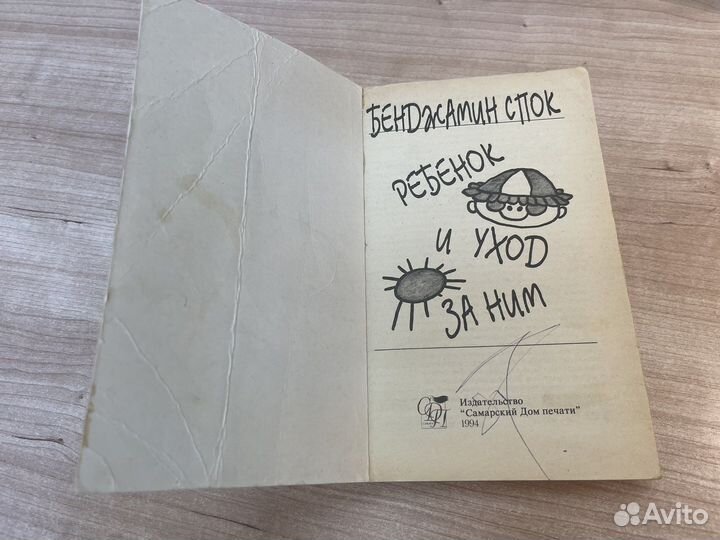 БЕНДЖАМИН СПОК
РЕБЕНОК
И УХОД
ЗА НИМ
Издательство
"Самарский Дом печати"
1994
Avito